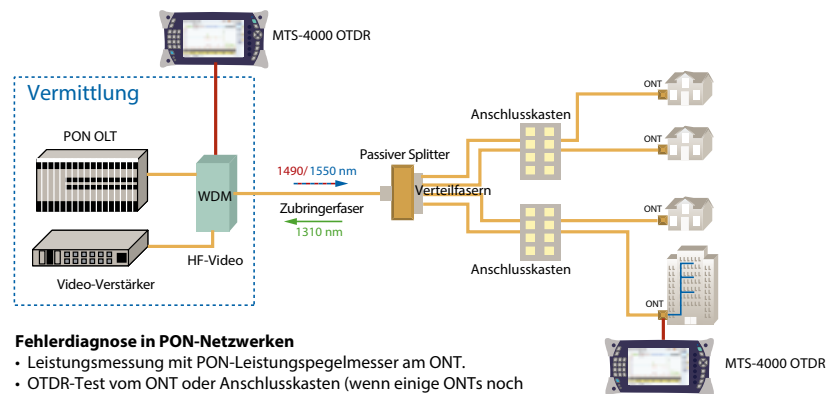 MTS-4000 OTDR
Vermittlung
PON OLT
WDM
HF-Video
Video-Verstärker
1490/1550 nm
Zubringerfaser
1310 nm
Passiver Splitter
Verteilfasern
Anschlusskasten
Anschlusskasten
ONT
ONT
ONT
ONT
MTS-4000 OTDR
Fehlerdiagnose in PON-Netzwerken
• Leistungsmessung mit PON-Leistungspegelmesser am ONT.
• OTDR-Test vom ONT oder Anschlusskasten (wenn einige ONTs noch